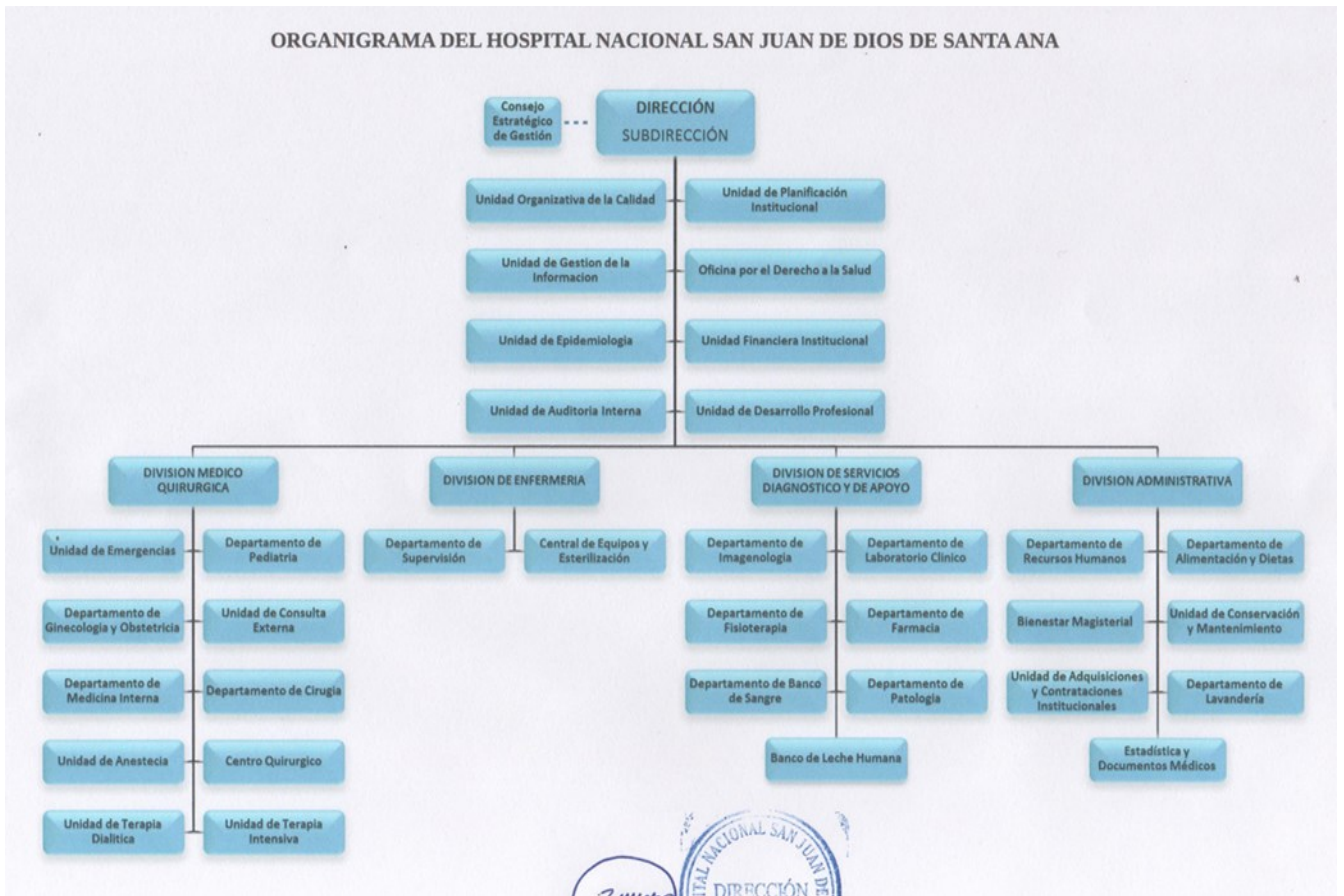 ORGANIGRAMA DEL HOSPITAL NACIONAL SAN JUAN DE DIOS DE SANTA ANA
Consejo
Estratégico
de Gestión
DIRECCIÓN
SUBDIRECCIÓN
Unidad Organizativa de la Calidad
Unidad de Planificación
Institucional
Unidad de Gestion de la
Informacion
Oficina por el Derecho a la Salud
Unidad de Epidemiologia
Unidad Financiera Institucional
Unidad de Auditoria Interna
Unidad de Desarrollo Profesional
DIVISION MEDICO
QUIRURGICA
DIVISION DE ENFERMERIA
DIVISION DE SERVICIOS
DIAGNOSTICO Y DE APOYO
DIVISION ADMINISTRATIVA
Unidad de Emergencias
Departamento de
Pediatria
Departamento de
Supervisión
Central de Equipos y
Esterilización
Departamento de
Imagenologia
Departamento de
Laboratorio Clinico
Departamento de
Recursos Humanos
Departamento de
Alimentación y Dietas
Departamento de
Ginecologia y Obstetricia
Unidad de Consulta
Externa
Departamento de
Fisioterapia
Departamento de
Farmacia
Bienestar Magisterial
Unidad de Conservación
y Mantenimiento
Departamento de
Medicina Interna
Departamento de Cirugia
Departamento de Banco
de Sangre
Departamento de
Patologia
Unidad de Adquisiciones
y Contrataciones
Institucionales
Departamento de
Lavandería
Unidad de Anestecia
Centro Quirurgico
Banco de Leche Humana
Estadística y
Documentos Médicos
Unidad de Terapia
Dialitica
Unidad de Terapia
Intensiva
NACIONAL SAN JUAN DE
DIRECCIÓN